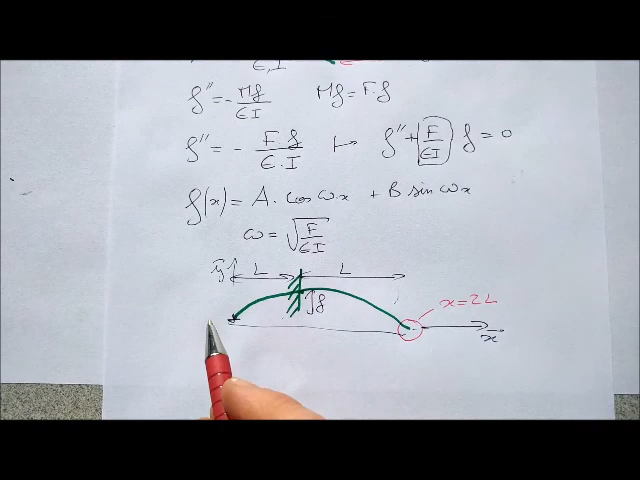 E,I
f'' = - Mf / EI    Mf = F.f
f'' = - F.f / E.I ↦ f'' + F/EI f = 0
f(x) = A. cos ωx + B sin ωx
ω = √(F/EI)
y L L
f x = 2L
x